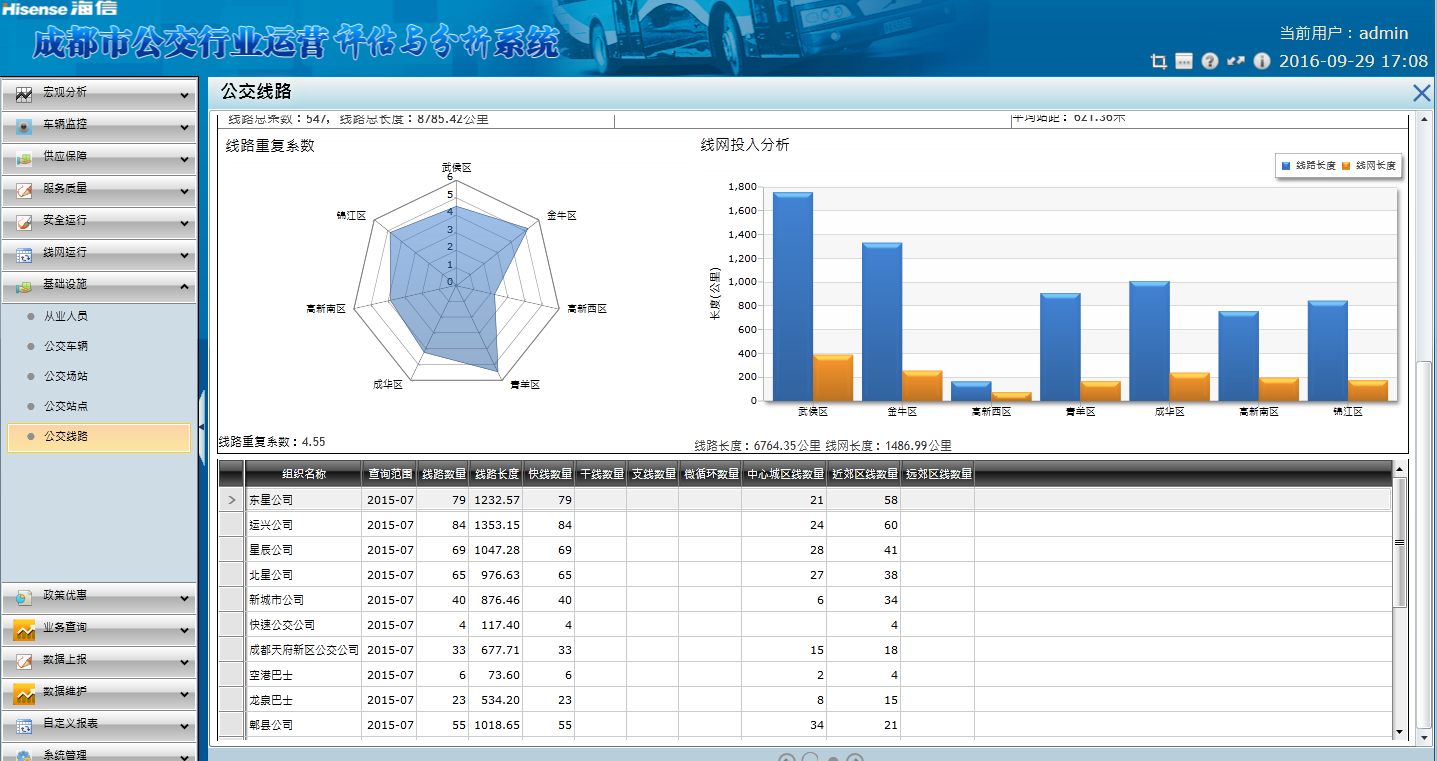 Hisense 海信
成都市公交行业运营评估与分析系统
当前用户：admin
2016-09-29 17:08
宏观分析
车辆监控
供应保障
服务质量
安全运行
线网运行
基础设施
从业人员
公交车辆
公交场站
公交站点
公交线路
政策优惠
业务查询
数据上报
数据维护
自定义报表
系统管理
公交线路
线路总条数：547，线路总长度：8785.42公里
平均站距：621.36米
线路重复系数
武侯区
6
5
4
3
2
1
0
金牛区
高新西区
青羊区
成华区
高新南区
锦江区
线路重复系数：4.55
线网投入分析
线路长度 线网长度
长度(公里)
1,800
1,600
1,400
1,200
1,000
800
600
400
200
0
武侯区 金牛区 高新西区 青羊区 成华区 高新南区 锦江区
线路长度：6764.35公里 线网长度：1486.99公里
组织名称 查询范围 线路数量 线路长度 快线数量 干线数量 支线数量 微循环数量 中心城区线数量 近郊区线数量 远郊区线数量
东星公司 2015-07 79 1232.57 79 21 58
运兴公司 2015-07 84 1353.15 84 24 60
星辰公司 2015-07 69 1047.28 69 28 41
北星公司 2015-07 65 976.63 65 27 38
新城市公司 2015-07 40 876.46 40 6 34
快速公交公司 2015-07 4 117.40 4 4
成都天府新区公交公司 2015-07 33 677.71 33 15 18
空港巴士 2015-07 6 73.60 6 2 4
龙泉巴士 2015-07 23 534.20 23 8 15
郫县公司 2015-07 55 1018.65 55 34 21